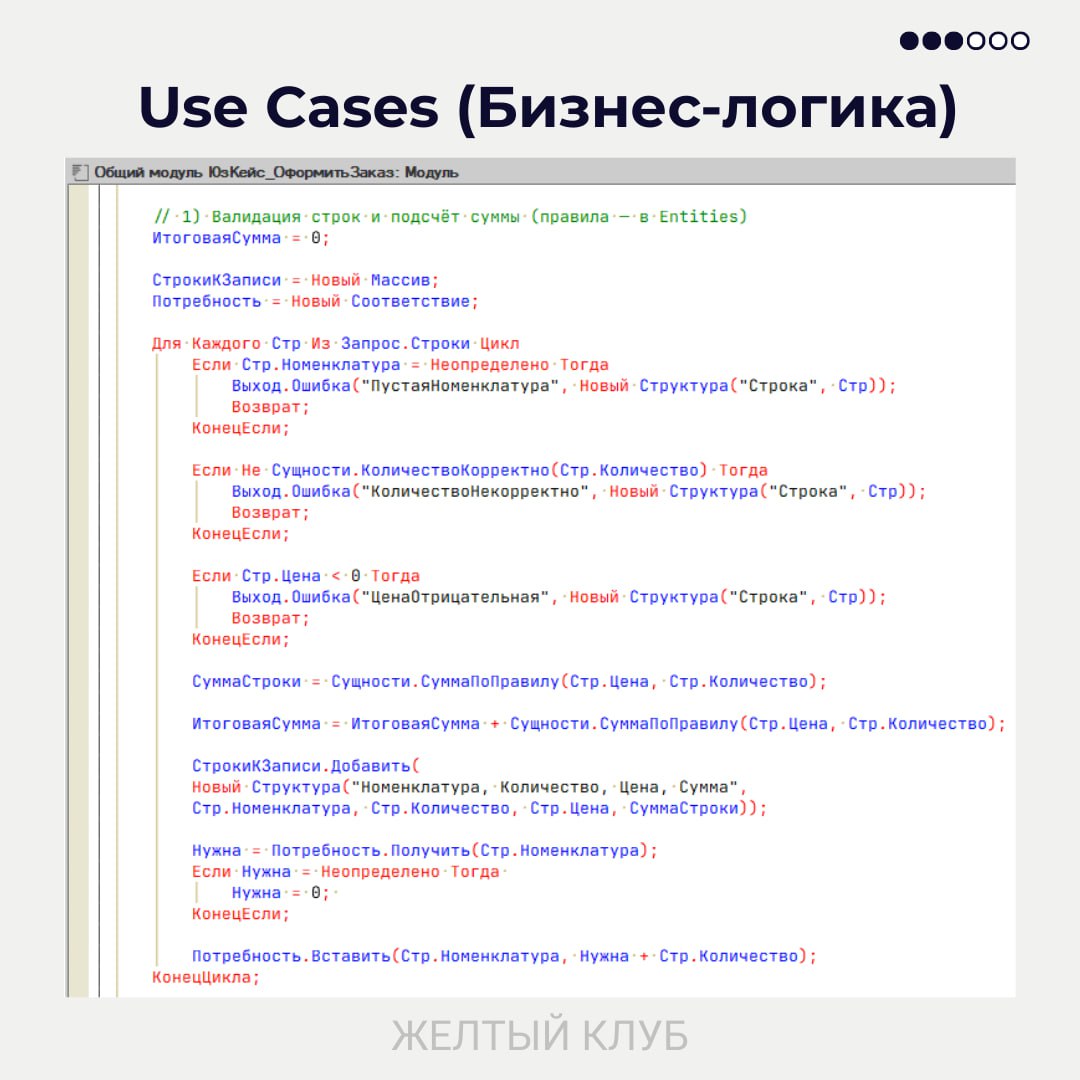 Use Cases (Бизнес-логика)
Общий модуль ЮзКейс_ОформитьЗаказ: Модуль
// 1) Валидация строк и подсчёт суммы (правила — в Entities)
ИтоговаяСумма = 0;
СтрокиКЗаписи = Новый Массив;
Потребность = Новый Соответствие;
Для Каждого Стр Из Запрос.Строки Цикл
Если Стр.Номенклатура = Неопределено Тогда
Выход.Ошибка("ПустаяНоменклатура", Новый Структура("Строка", Стр));
Возврат;
КонецЕсли;
Если Не Сущности.КоличествоКорректно(Стр.Количество) Тогда
Выход.Ошибка("КоличествоНекорректно", Новый Структура("Строка", Стр));
Возврат;
КонецЕсли;
Если Стр.Цена < 0 Тогда
Выход.Ошибка("ЦенаОтрицательная", Новый Структура("Строка", Стр));
Возврат;
КонецЕсли;
СуммаСтроки = Сущности.СуммаПоПравилу(Стр.Цена, Стр.Количество);
ИтоговаяСумма = ИтоговаяСумма + Сущности.СуммаПоПравилу(Стр.Цена, Стр.Количество);
СтрокиКЗаписи.Добавить(
Новый Структура("Номенклатура, Количество, Цена, Сумма",
Стр.Номенклатура, Стр.Количество, Стр.Цена, СуммаСтроки));
Нужна = Потребность.Получить(Стр.Номенклатура);
Если Нужна = Неопределено Тогда
Нужна = 0;
КонецЕсли;
Потребность.Вставить(Стр.Номенклатура, Нужна + Стр.Количество);
КонецЦикла;
ЖЕЛТЫЙ КЛУБ